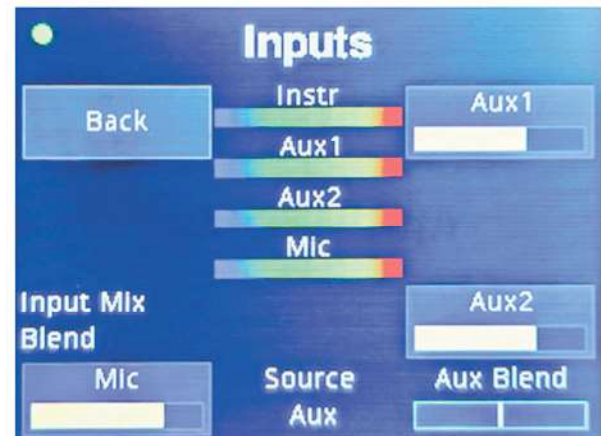 Inputs
Back
Instr
Aux1
Aux1
Aux2
Mic
Input Mix
Blend
Aux2
Mic
Source
Aux
Aux Blend